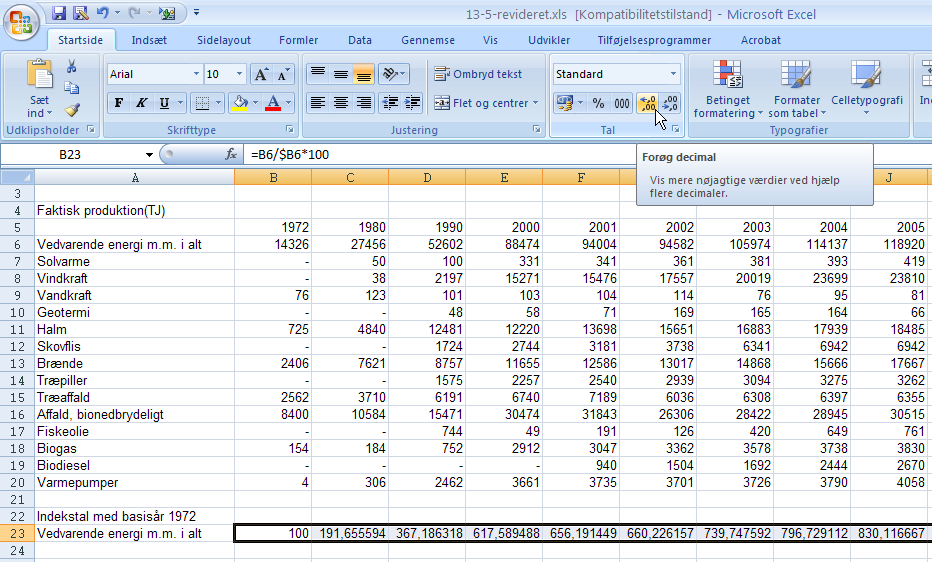 13-5-revideret.xls [Kompatibilitetstilstand] - Microsoft Excel
Startside Indsæt Sidelayout Formler Data Gennemse Vis Udvikler Tilføjelsesprogrammer Acrobat
Sæt ind
Arial 10
F K U
Ombryd tekst
Flet og centrer
Standard
% 000
Betinget formatering
Formater som tabel
Celletypografi
Udklipsholder Skrifttype Justering Tal Typografier
B23 fx =B6/$B6*100
Forøg decimal
Vis mere nøjagtige værdier ved hjælp
flere decimaler.
A B C D E F J
3
4 Faktisk produktion(TJ)
5 1972 1980 1990 2000 2001 2002 2003 2004 2005
6 Vedvarende energi m.m. i alt 14326 27456 52602 88474 94004 94582 105974 114137 118920
7 Solvarme - 50 100 331 341 361 381 393 419
8 Vindkraft - 38 2197 15271 15476 17557 20019 23699 23810
9 Vandkraft 76 123 101 103 104 114 76 95 81
10 Geotermi - - 48 58 71 169 165 164 66
11 Halm 725 4840 12481 12220 13698 15651 16883 17939 18485
12 Skovflis - - 1724 2744 3181 3738 6341 6942 6942
13 Brænde 2406 7621 8757 11655 12586 13017 14868 15666 17667
14 Træpiller - - 1575 2257 2540 2939 3094 3275 3262
15 Træaffald 2562 3710 6191 6740 7189 6036 6308 6397 6355
16 Affald, bionedbrydeligt 8400 10584 15471 30474 31843 26306 28422 28945 30515
17 Fiskeolie - - 744 49 191 126 420 649 761
18 Biogas 154 184 752 2912 3047 3362 3578 3738 3830
19 Biodiesel - - - - 940 1504 1692 2444 2670
20 Varmepumper 4 306 2462 3661 3735 3701 3726 3790 4058
21
22 Indekstal med basisår 1972
23 Vedvarende energi m.m. i alt 100 191,655594 367,186318 617,589488 656,191449 660,226157 739,747592 796,729112 830,116667
24